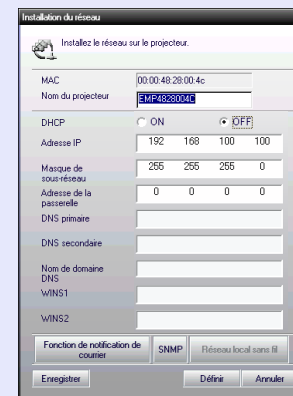 Installation du réseau
Installez le réseau sur le projecteur.
MAC 00:00:48:28:00:4c
Nom du projecteur EMP4828004C
DHCP ON OFF
Adresse IP 192 168 100 100
Masque de sous-réseau 255 255 255 0
Adresse de la passerelle 0 0 0 0
DNS primaire
DNS secondaire
Nom de domaine DNS
WINS1
WINS2
Fonction de notification de courrier SNMP Réseau local sans fil
Enregistrer Définir Annuler